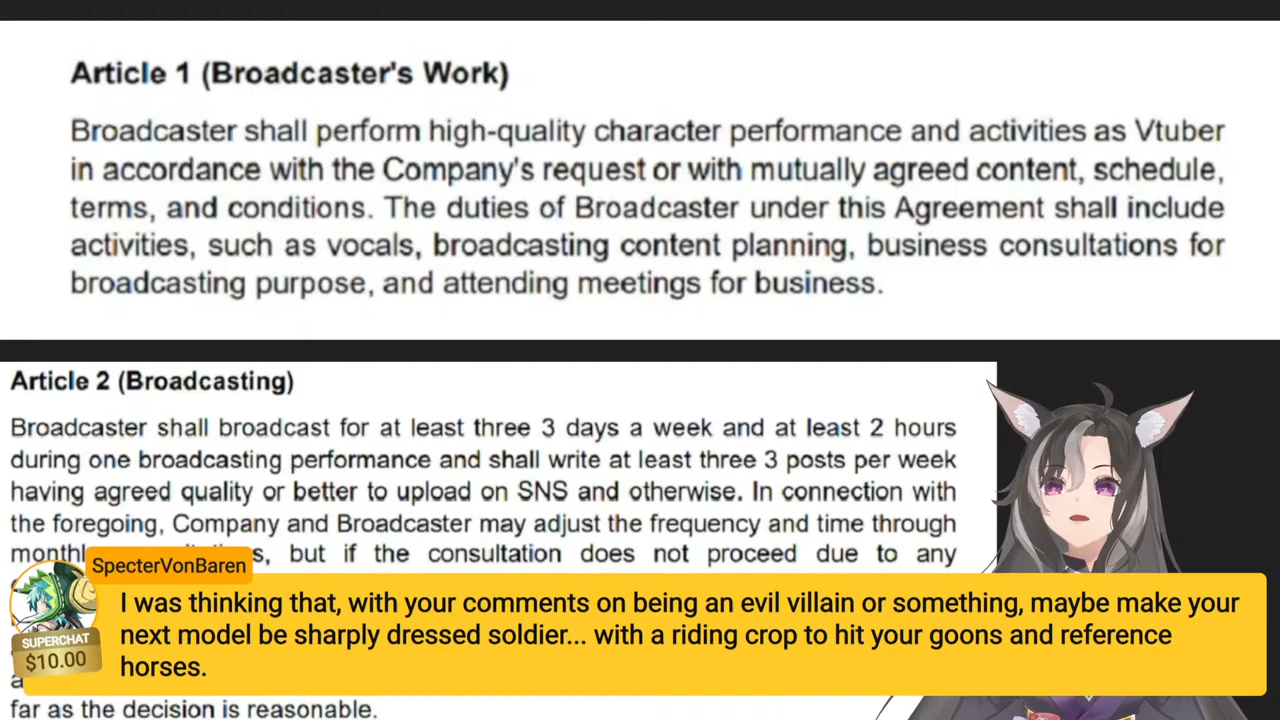 Article 1 (Broadcaster's Work)
Broadcaster shall perform high-quality character performance and activities as Vtuber
in accordance with the Company's request or with mutually agreed content, schedule,
terms, and conditions. The duties of Broadcaster under this Agreement shall include
activities, such as vocals, broadcasting content planning, business consultations for
broadcasting purpose, and attending meetings for business.
Article 2 (Broadcasting)
Broadcaster shall broadcast for at least three 3 days a week and at least 2 hours
during one broadcasting performance and shall write at least three 3 posts per week
having agreed quality or better to upload on SNS and otherwise. In connection with
the foregoing, Company and Broadcaster may adjust the frequency and time through
but if the consultation does not proceed due to any
SpecterVonBaren
I was thinking that, with your comments on being an evil villain or something, maybe make your
next model be sharply dressed soldier... with a riding crop to hit your goons and reference
horses.
SUPERCHAT
$10.00
far as the decision is reasonable.